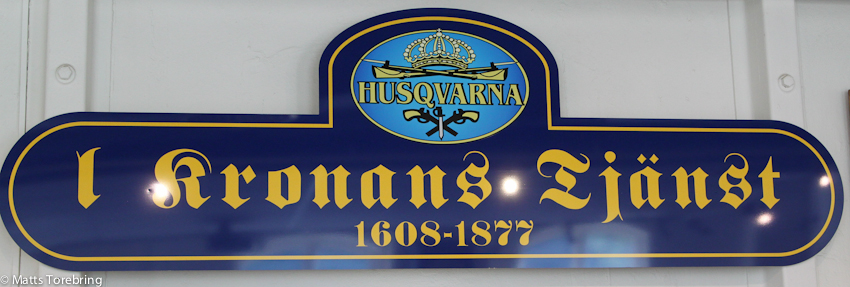 HUSQVARNA
I Kronans Tjänst
1608-1877
© Matts Torebring